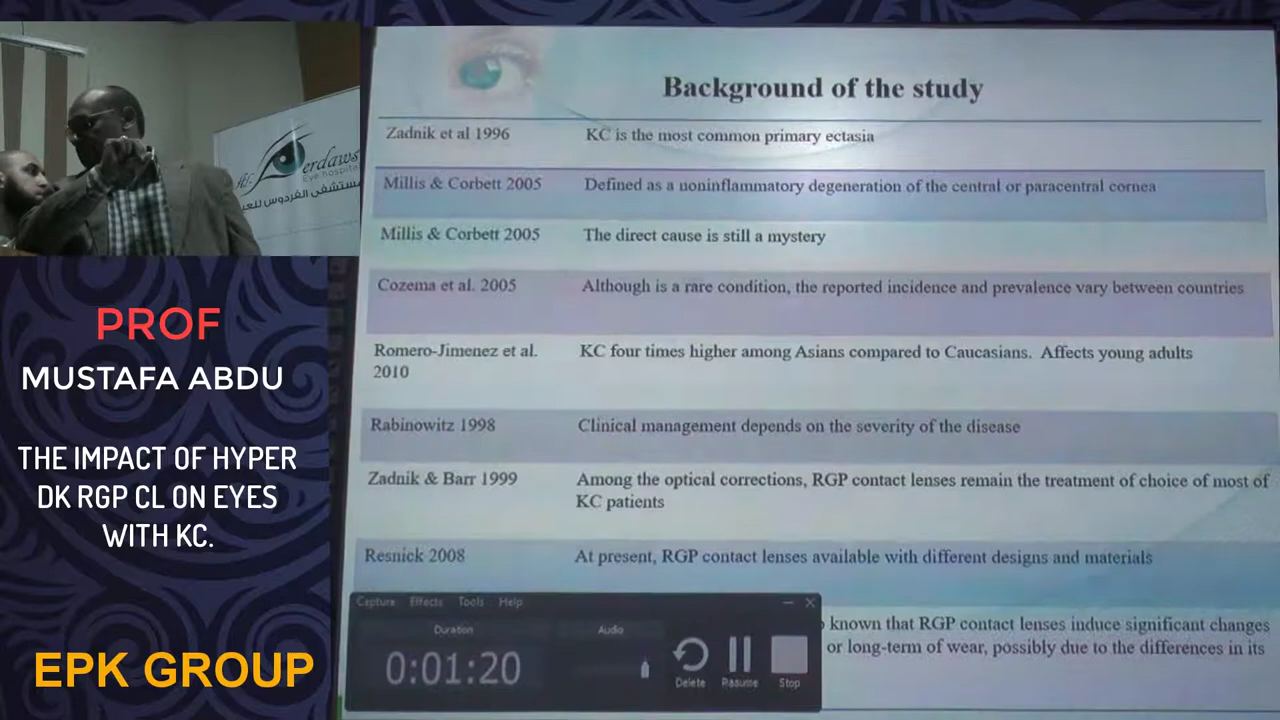 Background of the study
Zadnik et al 1996 KC is the most common primary ectasia
Millis & Corbett 2005 Defined as a noninflammatory degeneration of the central or paracentral cornea
Millis & Corbett 2005 The direct cause is still a mystery
Cozema et al. 2005 Although is a rare condition, the reported incidence and prevalence vary between countries
Romero-Jimenez et al. KC four times higher among Asians compared to Caucasians. Affects young adults
2010
Rabinowitz 1998 Clinical management depends on the severity of the disease
Zadnik & Barr 1999 Among the optical corrections, RGP contact lenses remain the treatment of choice of most of
KC patients
Resnick 2008 At present, RGP contact lenses available with different designs and materials
known that RGP contact lenses induce significant changes
or long-term of wear, possibly due to the differences in its
Capture Effects Tools Help
Duration Audio
0:01:20
Delete Resume Stop
erdaws
Eye hospital
مستشفى الفردوس
PROF
MUSTAFA ABDU
THE IMPACT OF HYPER
DK RGP CL ON EYES
WITH KC.
EPK GROUP